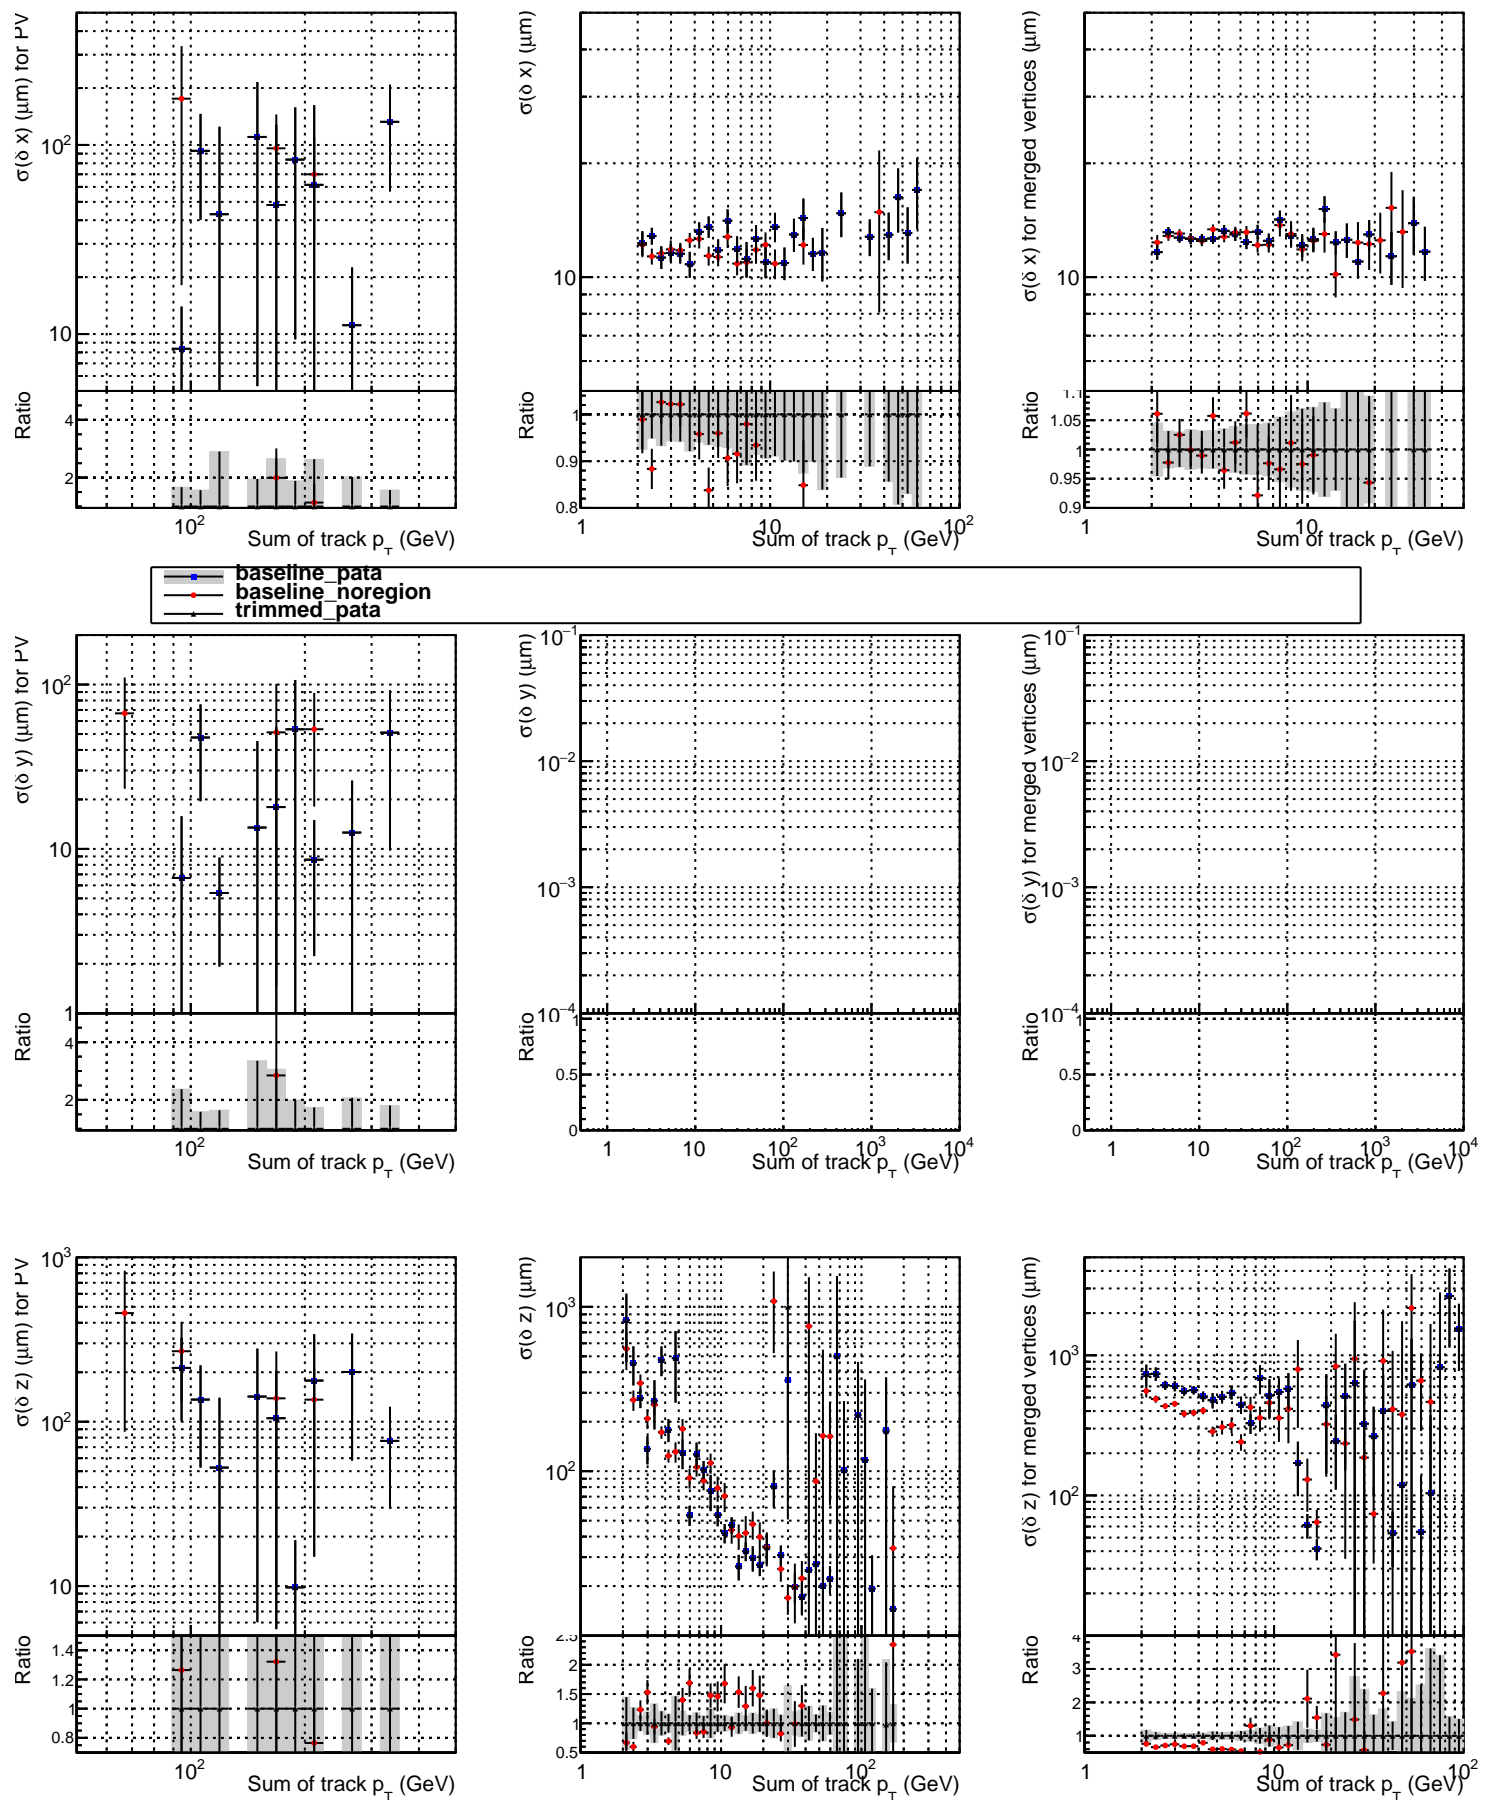 σ(δ x) (μm) for PV
10²
10
Ratio
4
2
10²
Sum of track p_T (GeV)
σ(δ x) (μm)
10
Ratio
1
0.9
0.8
1
10
10²
Sum of track p_T (GeV)
σ(δ x) for merged vertices (μm)
10
Ratio
1.1
1.05
1
0.95
0.9
1
10
Sum of track p_T (GeV)
baseline_pata
baseline_noregion
trimmed_pata
σ(δ y) (μm) for PV
10²
10
1
Ratio
4
2
10²
Sum of track p_T (GeV)
σ(δ y) (μm)
10⁻¹
10⁻²
10⁻³
10⁻⁴
Ratio
1
0.5
0
1
10
10²
10³
10⁴
Sum of track p_T (GeV)
σ(δ y) for merged vertices (μm)
10⁻¹
10⁻²
10⁻³
10⁻⁴
Ratio
1
0.5
0
1
10
10²
10³
10⁴
Sum of track p_T (GeV)
σ(δ z) (μm) for PV
10³
10²
10
Ratio
1.4
1.2
1
0.8
10²
Sum of track p_T (GeV)
σ(δ z) (μm)
10³
10²
Ratio
2.5
2
1.5
1
0.5
1
10
10²
Sum of track p_T (GeV)
σ(δ z) for merged vertices (μm)
10³
10²
Ratio
4
3
2
1
1
10
10²
Sum of track p_T (GeV)